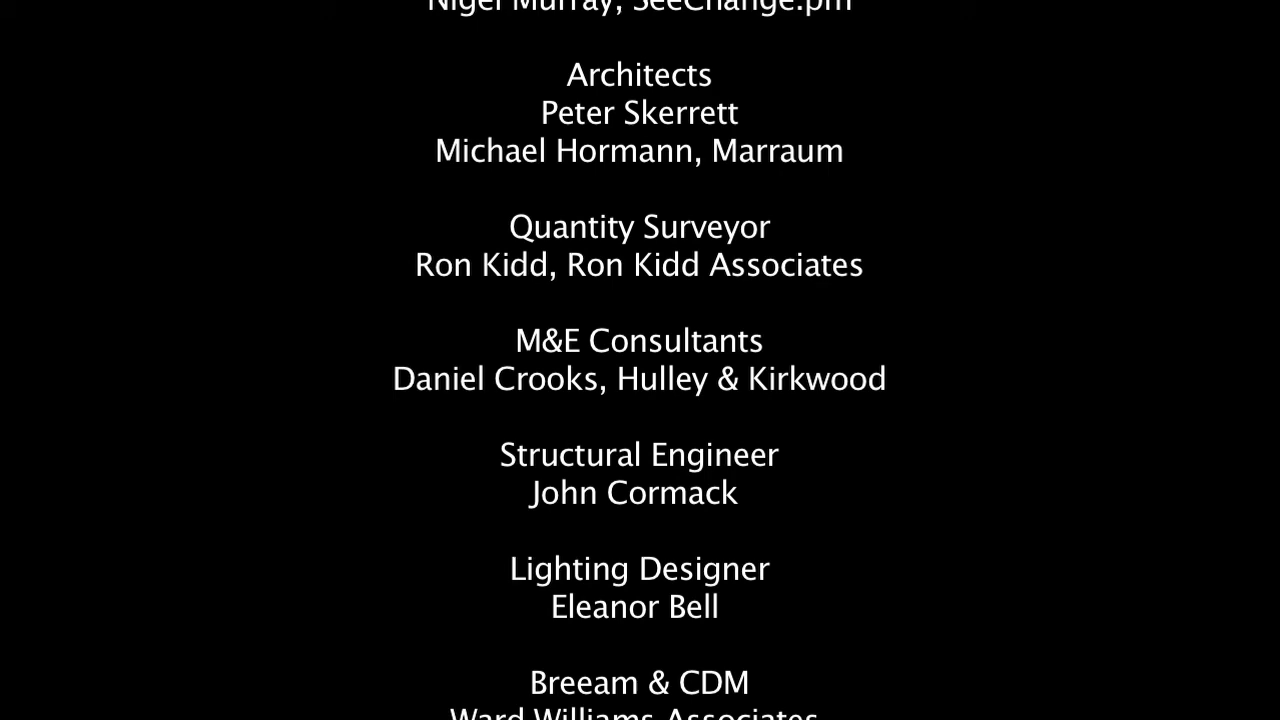 Nigel Murray, SeeChange.pm
Architects
Peter Skerrett
Michael Hormann, Marraum
Quantity Surveyor
Ron Kidd, Ron Kidd Associates
M&E Consultants
Daniel Crooks, Hulley & Kirkwood
Structural Engineer
John Cormack
Lighting Designer
Eleanor Bell
Breeam & CDM
Ward Williams Associates